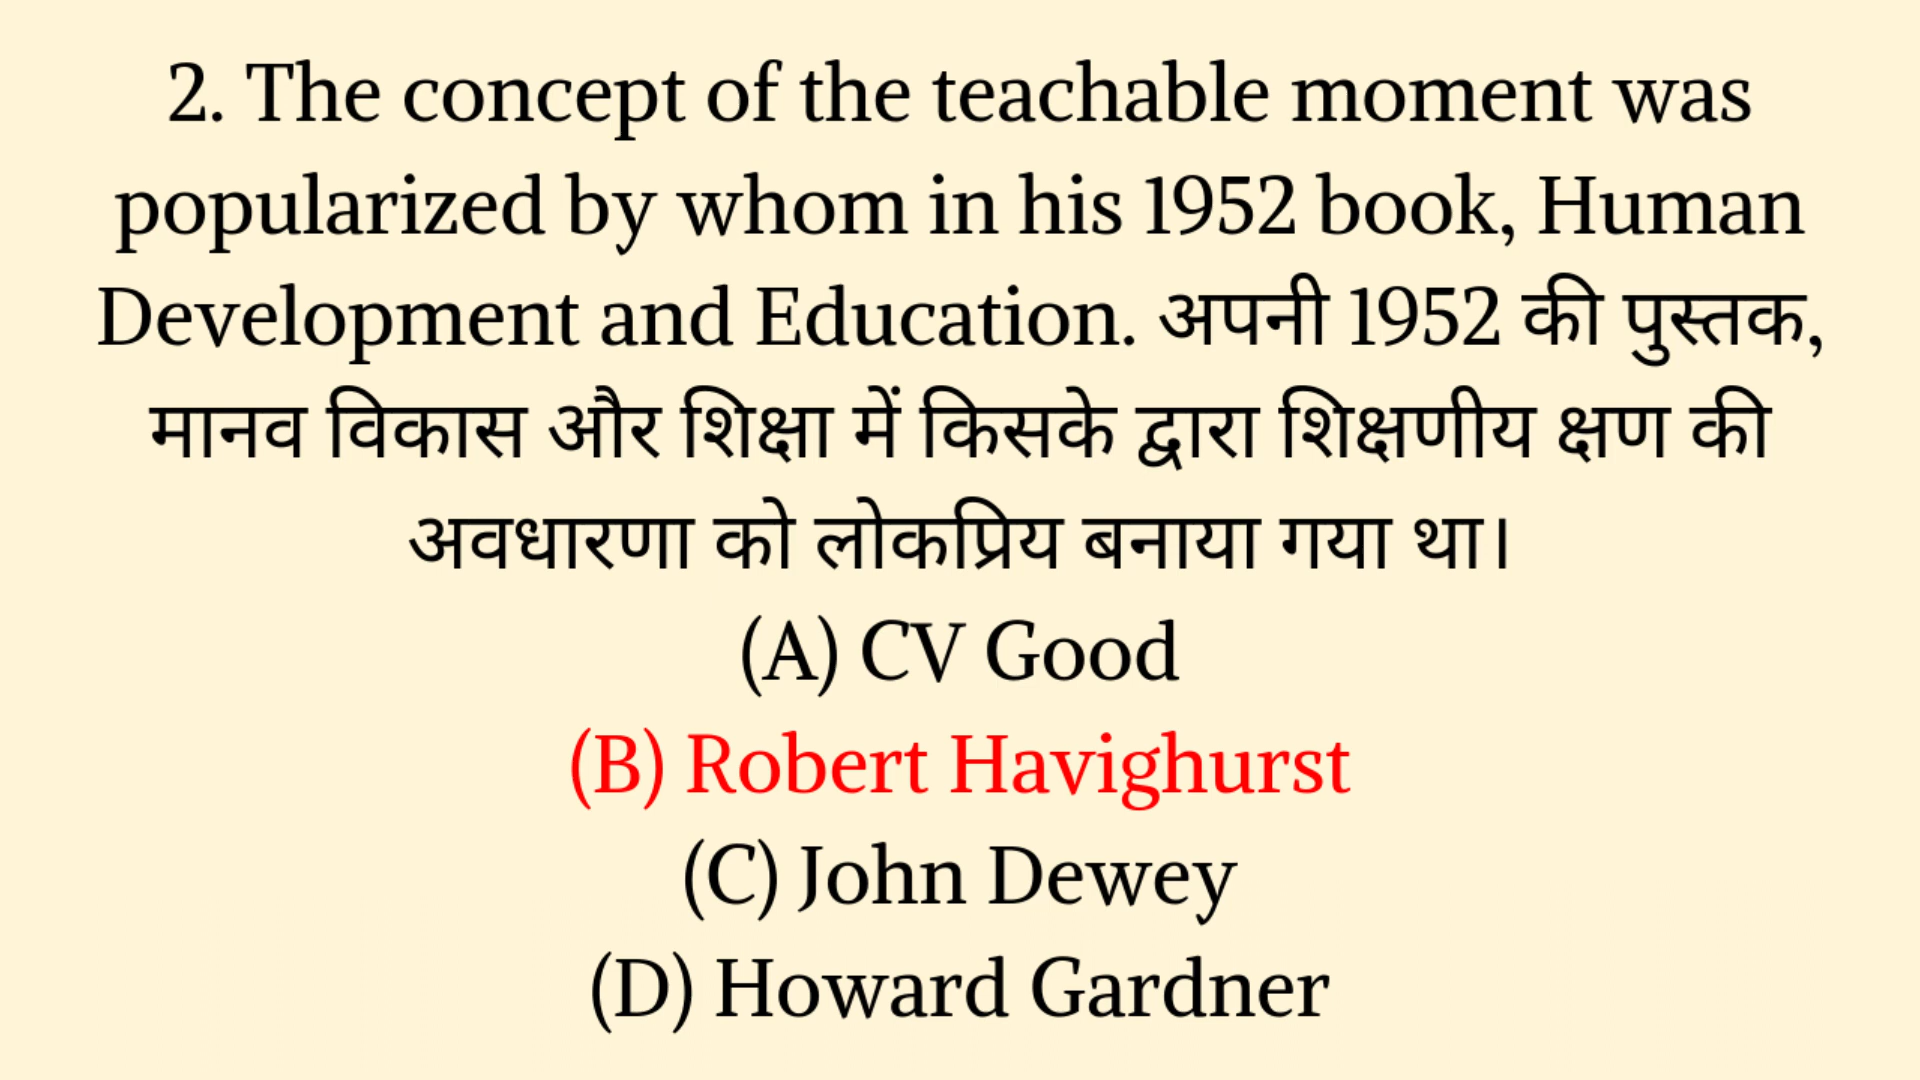 2. The concept of the teachable moment was
popularized by whom in his 1952 book, Human
Development and Education. अपनी 1952 की पुस्तक,
मानव विकास और शिक्षा में किसके द्वारा शिक्षणीय क्षण की
अवधारणा को लोकप्रिय बनाया गया था।
(A) CV Good
(B) Robert Havighurst
(C) John Dewey
(D) Howard Gardner